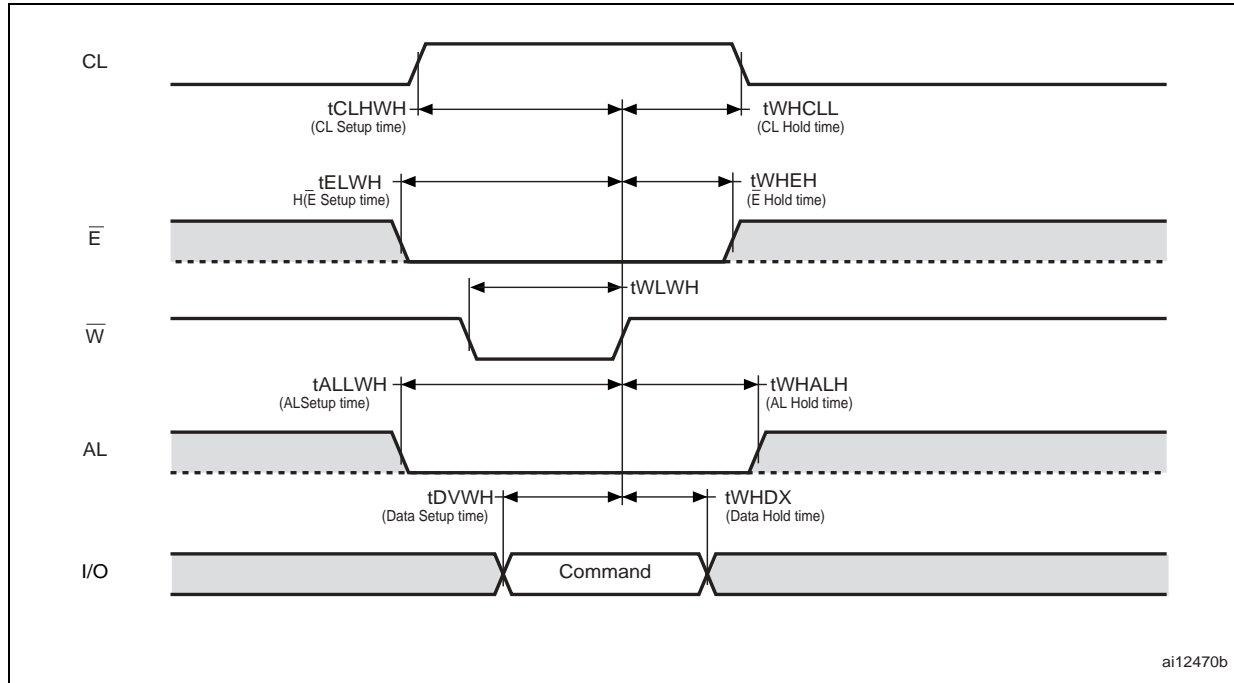 CL
tCLHWH
(CL Setup time)
tWHCLL
(CL Hold time)
tELWH
H(E̅ Setup time)
tWHEH
(E̅ Hold time)
E̅
tWLWH
W̅
tALLWH
(ALSetup time)
tWHALH
(AL Hold time)
AL
tDVWH
(Data Setup time)
tWHDX
(Data Hold time)
I/O
Command
ai12470b